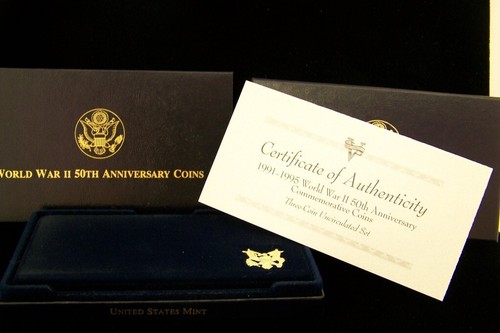 WORLD WAR II 50TH ANNIVERSARY COINS
Certificate of Authenticity
1991-1995 World War II 50th Anniversary
Commemorative Coins
Three Coin Uncirculated Set
UNITED STATES MINT